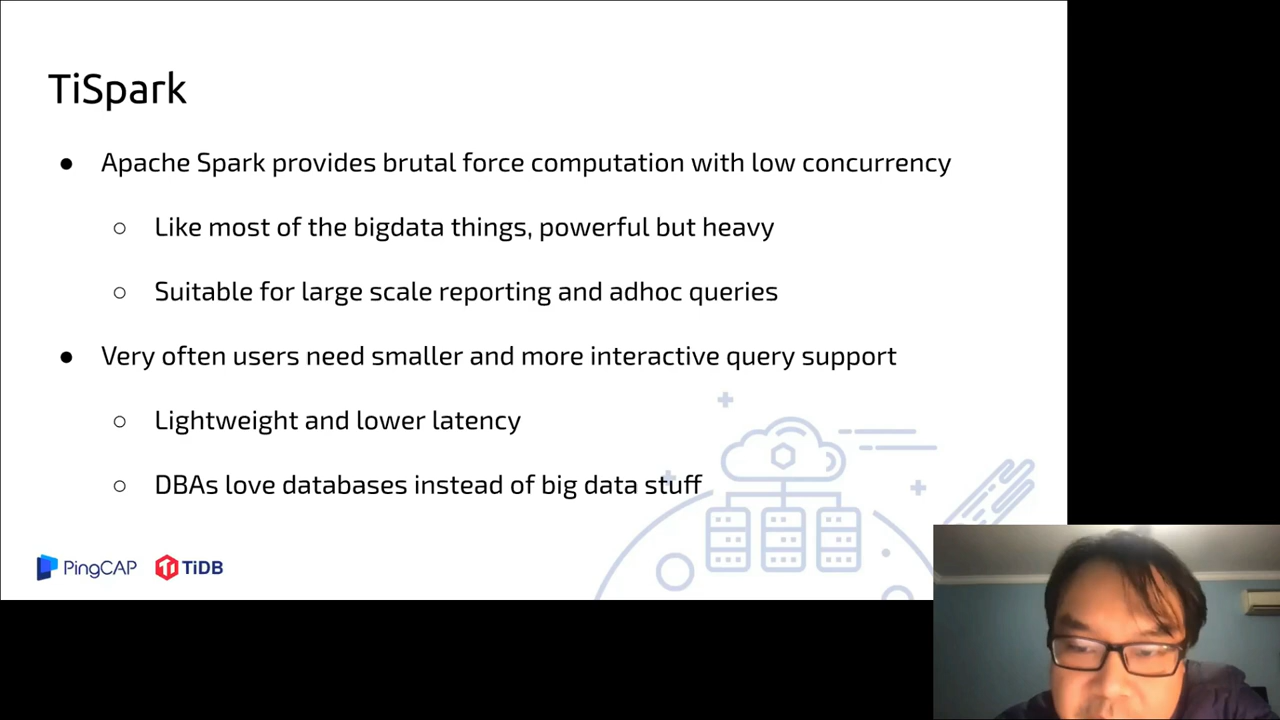 TiSpark
● Apache Spark provides brutal force computation with low concurrency
○ Like most of the bigdata things, powerful but heavy
○ Suitable for large scale reporting and adhoc queries
● Very often users need smaller and more interactive query support
○ Lightweight and lower latency
○ DBAs love databases instead of big data stuff
PingCAP TiDB